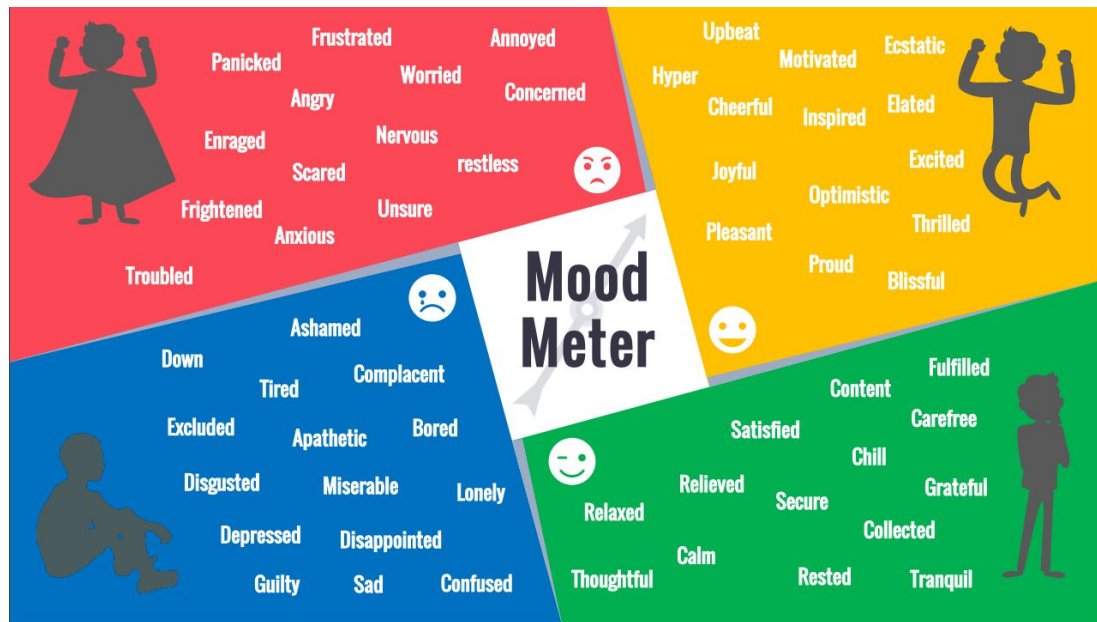 Frustrated
Annoyed
Panicked
Worried
Concerned
Angry
Enraged
Nervous
Scared
restless
Frightened
Unsure
Anxious
Troubled
Upbeat
Ecstatic
Motivated
Hyper
Cheerful
Elated
Inspired
Joyful
Excited
Optimistic
Pleasant
Thrilled
Proud
Blissful
Mood
Meter
Ashamed
Down
Complacent
Tired
Excluded
Apathetic
Bored
Disgusted
Miserable
Lonely
Depressed
Disappointed
Guilty
Sad
Confused
Fulfilled
Content
Carefree
Satisfied
Chill
Relieved
Grateful
Secure
Relaxed
Collected
Calm
Thoughtful
Rested
Tranquil